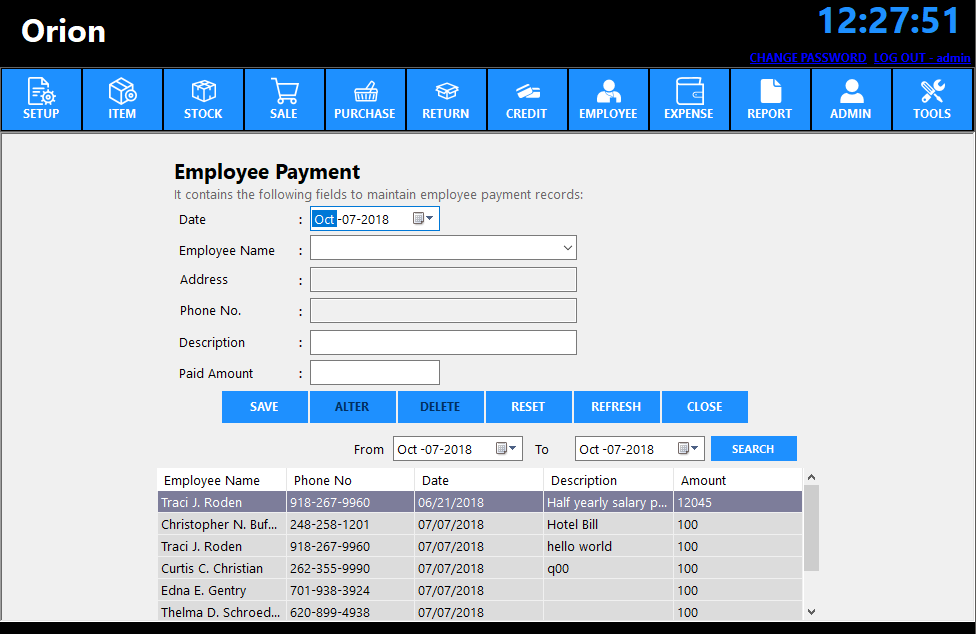 Orion
12:27:51
CHANGE PASSWORD LOG OUT - admin
SETUP ITEM STOCK SALE PURCHASE RETURN CREDIT EMPLOYEE EXPENSE REPORT ADMIN TOOLS
Employee Payment
It contains the following fields to maintain employee payment records:
Date : Oct -07-2018
Employee Name :
Address :
Phone No. :
Description :
Paid Amount :
SAVE ALTER DELETE RESET REFRESH CLOSE
From Oct -07-2018 To Oct -07-2018 SEARCH
Employee Name Phone No Date Description Amount
Traci J. Roden 918-267-9960 06/21/2018 Half yearly salary p... 12045
Christopher N. Buf... 248-258-1201 07/07/2018 Hotel Bill 100
Traci J. Roden 918-267-9960 07/07/2018 hello world 100
Curtis C. Christian 262-355-9990 07/07/2018 q00 100
Edna E. Gentry 701-938-3924 07/07/2018 100
Thelma D. Schroed... 620-899-4938 07/07/2018 100